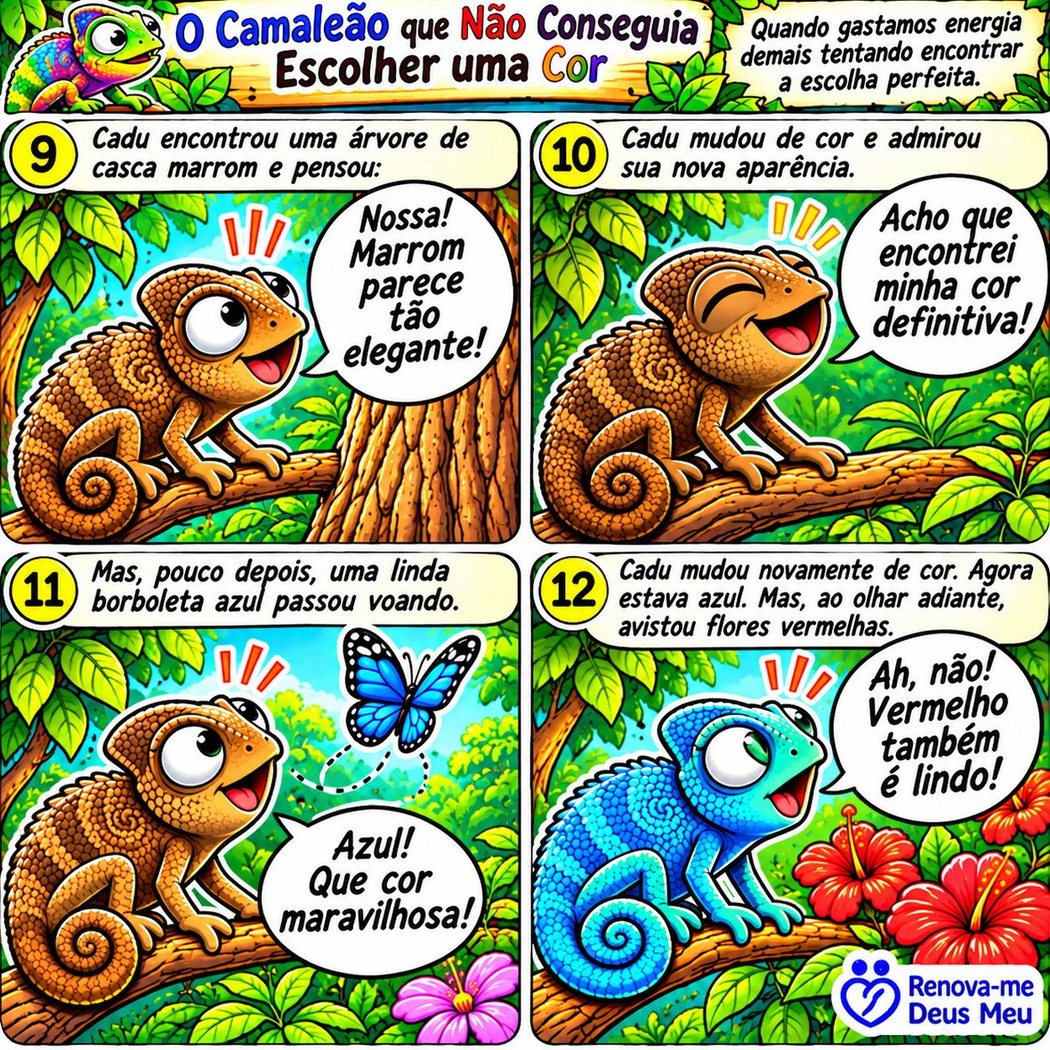 O Camaleão que Não Conseguia
Escolher uma Cor
Quando gastamos energia
demais tentando encontrar
a escolha perfeita.
9
Cadu encontrou uma árvore de
casca marrom e pensou:
Nossa!
Marrom
parece
tão
elegante!
10
Cadu mudou de cor e admirou
sua nova aparência.
Acho que
encontrei
minha cor
definitiva!
11
Mas, pouco depois, uma linda
borboleta azul passou voando.
Azul!
Que cor
maravilhosa!
12
Cadu mudou novamente de cor. Agora
estava azul. Mas, ao olhar adiante,
avistou flores vermelhas.
Ah, não!
Vermelho
também
é lindo!
Renova-me
Deus Meu